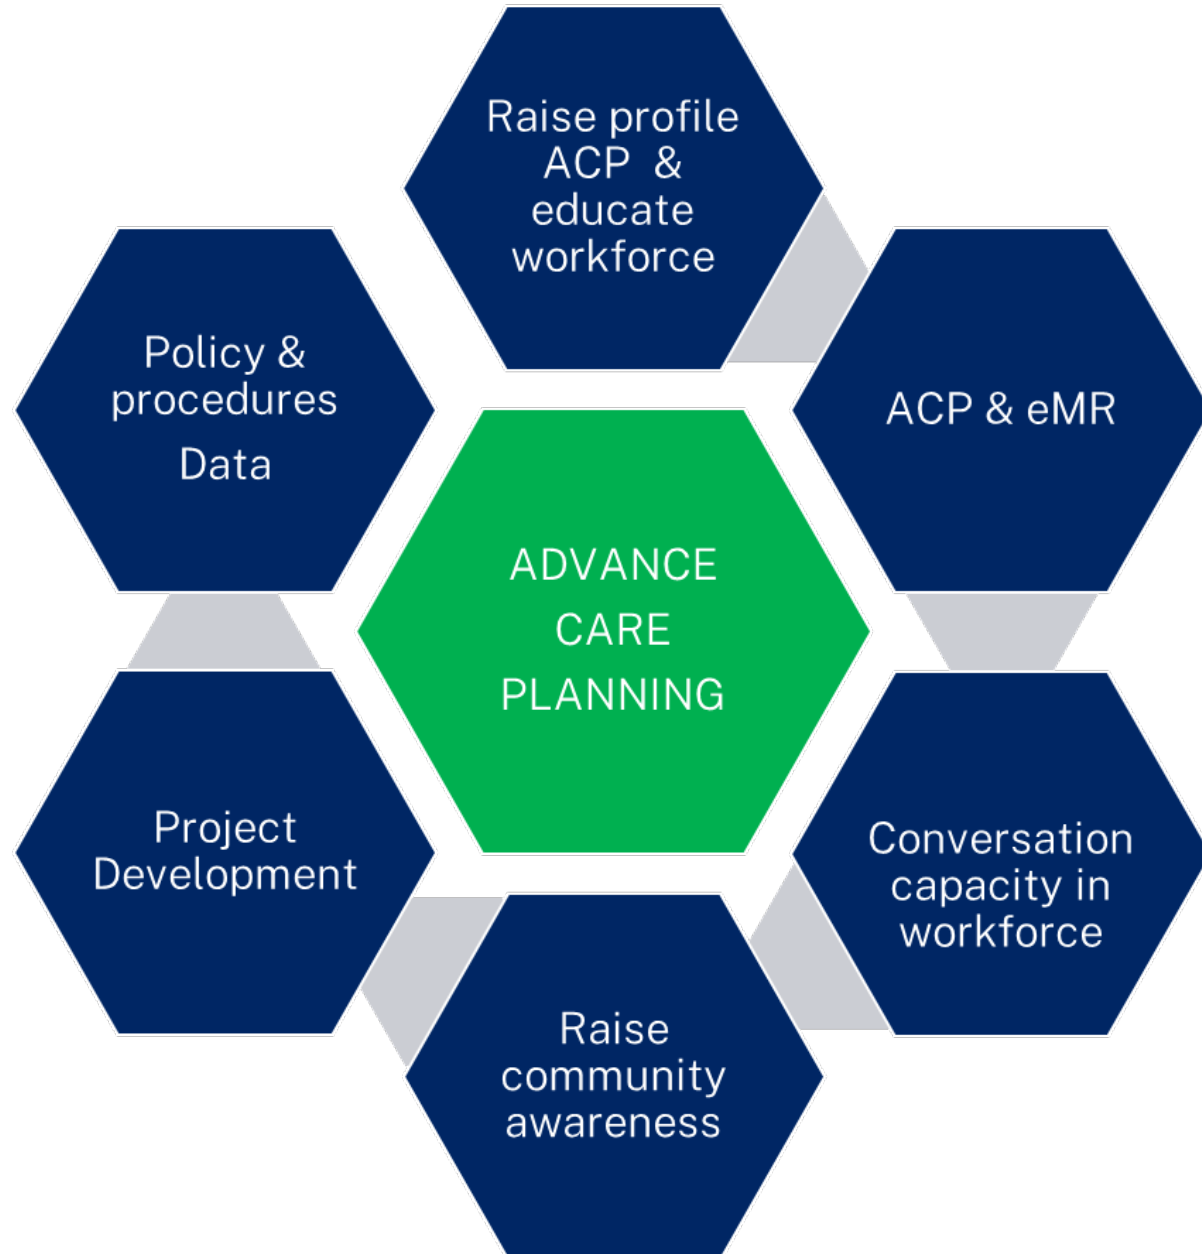 Raise profile
ACP &
educate
workforce
ACP & eMR
Conversation
capacity in
workforce
Raise
community
awareness
Project
Development
Policy &
procedures
Data
ADVANCE
CARE
PLANNING